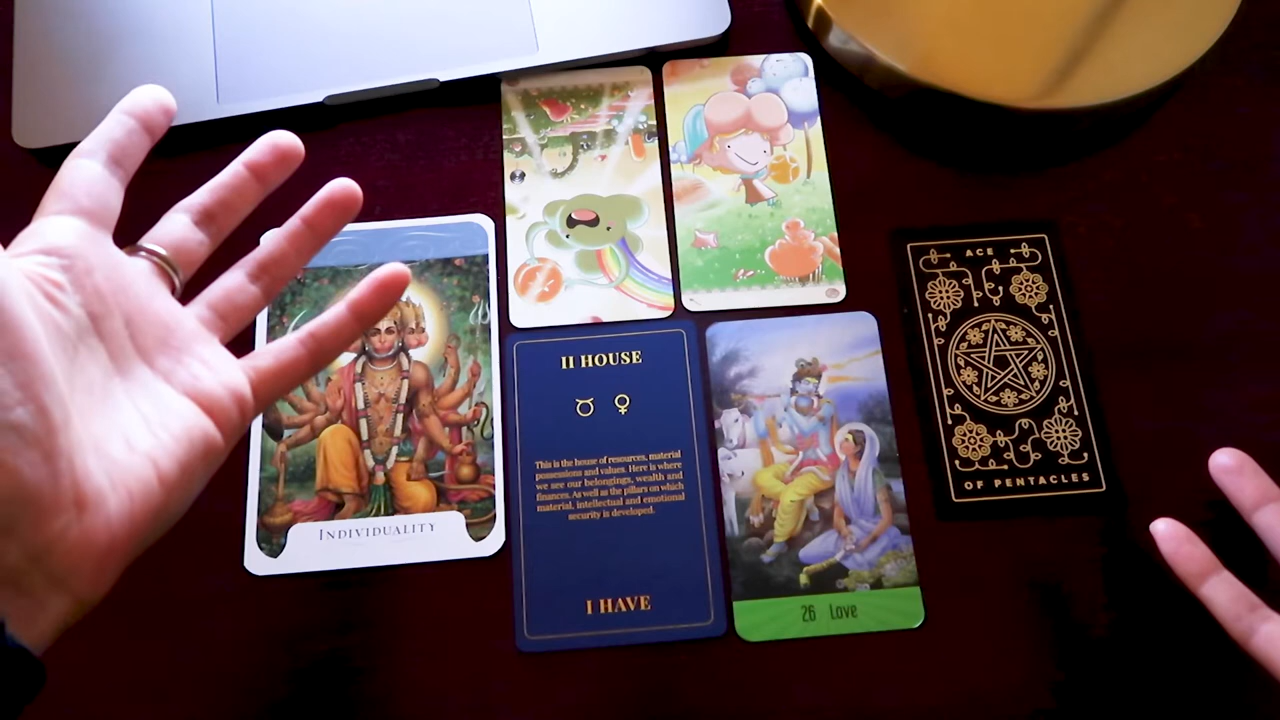 INDIVIDUALITY
II HOUSE
This is the house of resources, material
possessions and values. Here is where
we see our belongings, wealth and
finances. As well as the pillars on which
material, intellectual and emotional
security is developed.
I HAVE
26 Love
ACE
OF PENTACLES